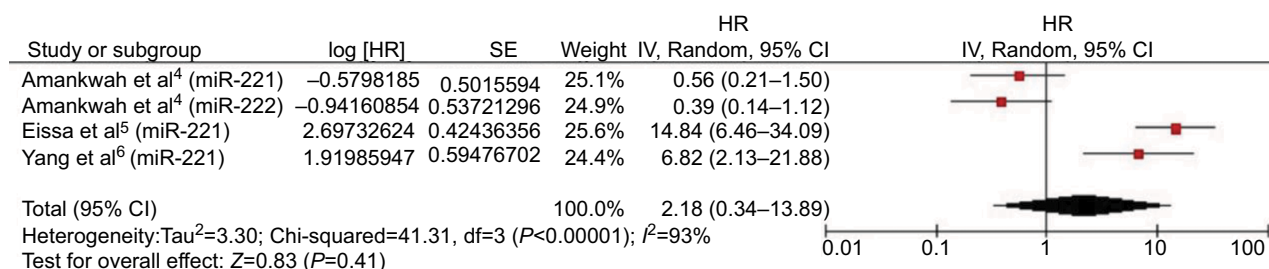 HR HR
Study or subgroup log [HR] SE Weight IV, Random, 95% CI IV, Random, 95% CI
Amankwah et al⁴ (miR-221) –0.5798185 0.5015594 25.1% 0.56 (0.21–1.50)
Amankwah et al⁴ (miR-222) –0.94160854 0.53721296 24.9% 0.39 (0.14–1.12)
Eissa et al⁵ (miR-221) 2.69732624 0.42436356 25.6% 14.84 (6.46–34.09)
Yang et al⁶ (miR-221) 1.91985947 0.59476702 24.4% 6.82 (2.13–21.88)
Total (95% CI) 100.0% 2.18 (0.34–13.89)
Heterogeneity:Tau²=3.30; Chi-squared=41.31, df=3 (P<0.00001); I²=93%
0.01 0.1 1 10 100
Test for overall effect: Z=0.83 (P=0.41)